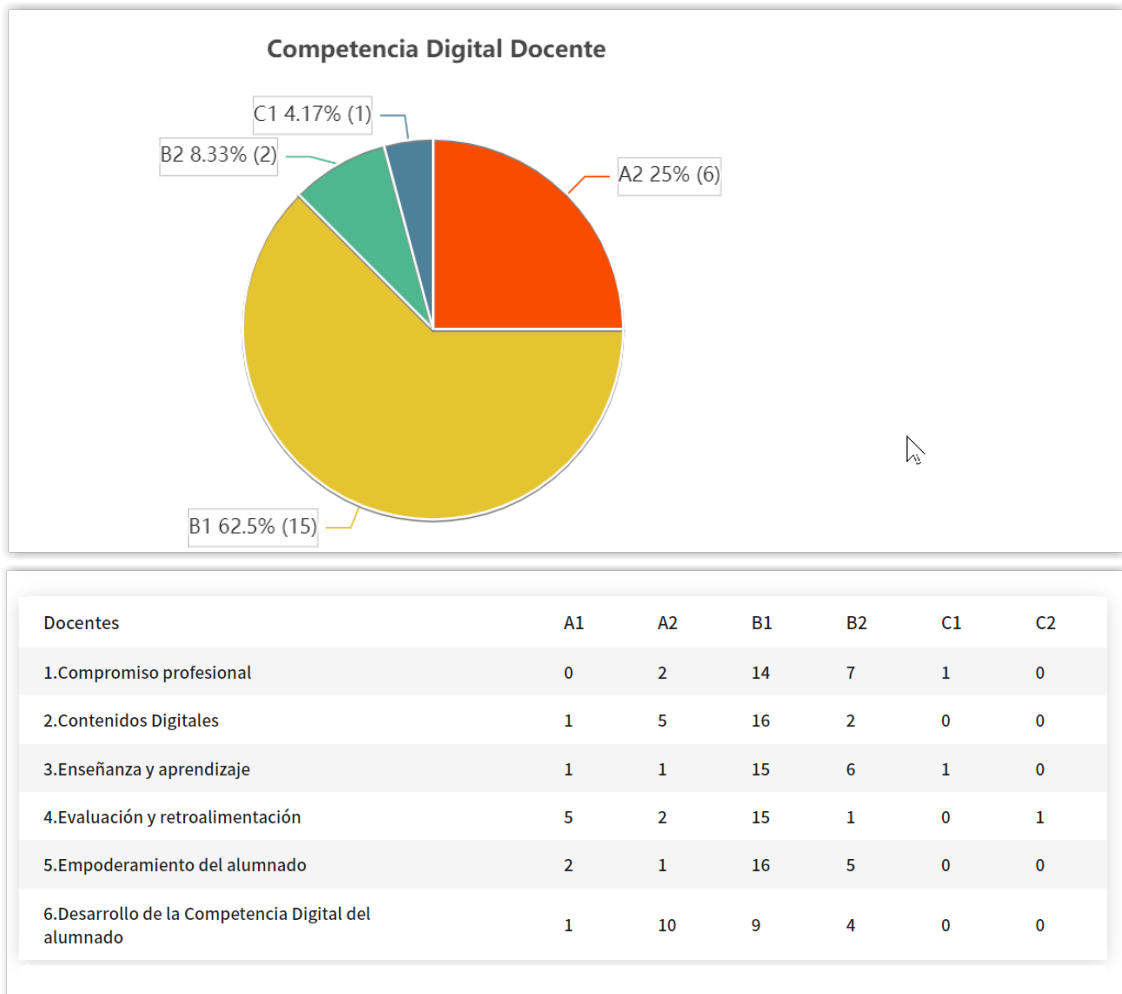 Competencia Digital Docente
C1 4.17% (1)
B2 8.33% (2)
A2 25% (6)
B1 62.5% (15)
Docentes A1 A2 B1 B2 C1 C2
1.Compromiso profesional 0 2 14 7 1 0
2.Contenidos Digitales 1 5 16 2 0 0
3.Enseñanza y aprendizaje 1 1 15 6 1 0
4.Evaluación y retroalimentación 5 2 15 1 0 1
5.Empoderamiento del alumnado 2 1 16 5 0 0
6.Desarrollo de la Competencia Digital del
alumnado 1 10 9 4 0 0